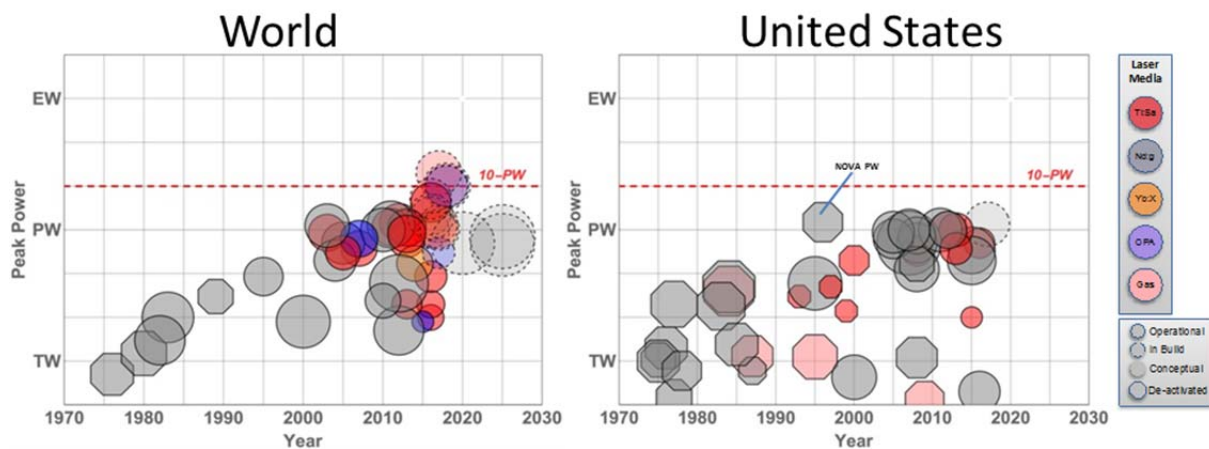 World
EW
PW
TW
Peak Power
10-PW
1970 1980 1990 2000 2010 2020 2030
Year
United States
EW
PW
TW
Peak Power
NOVA PW
10-PW
1970 1980 1990 2000 2010 2020 2030
Year
Laser
Media
Ti:Sa
Nd:g
Yb:X
OPA
Gas
Operational
In Build
Conceptual
De-activated